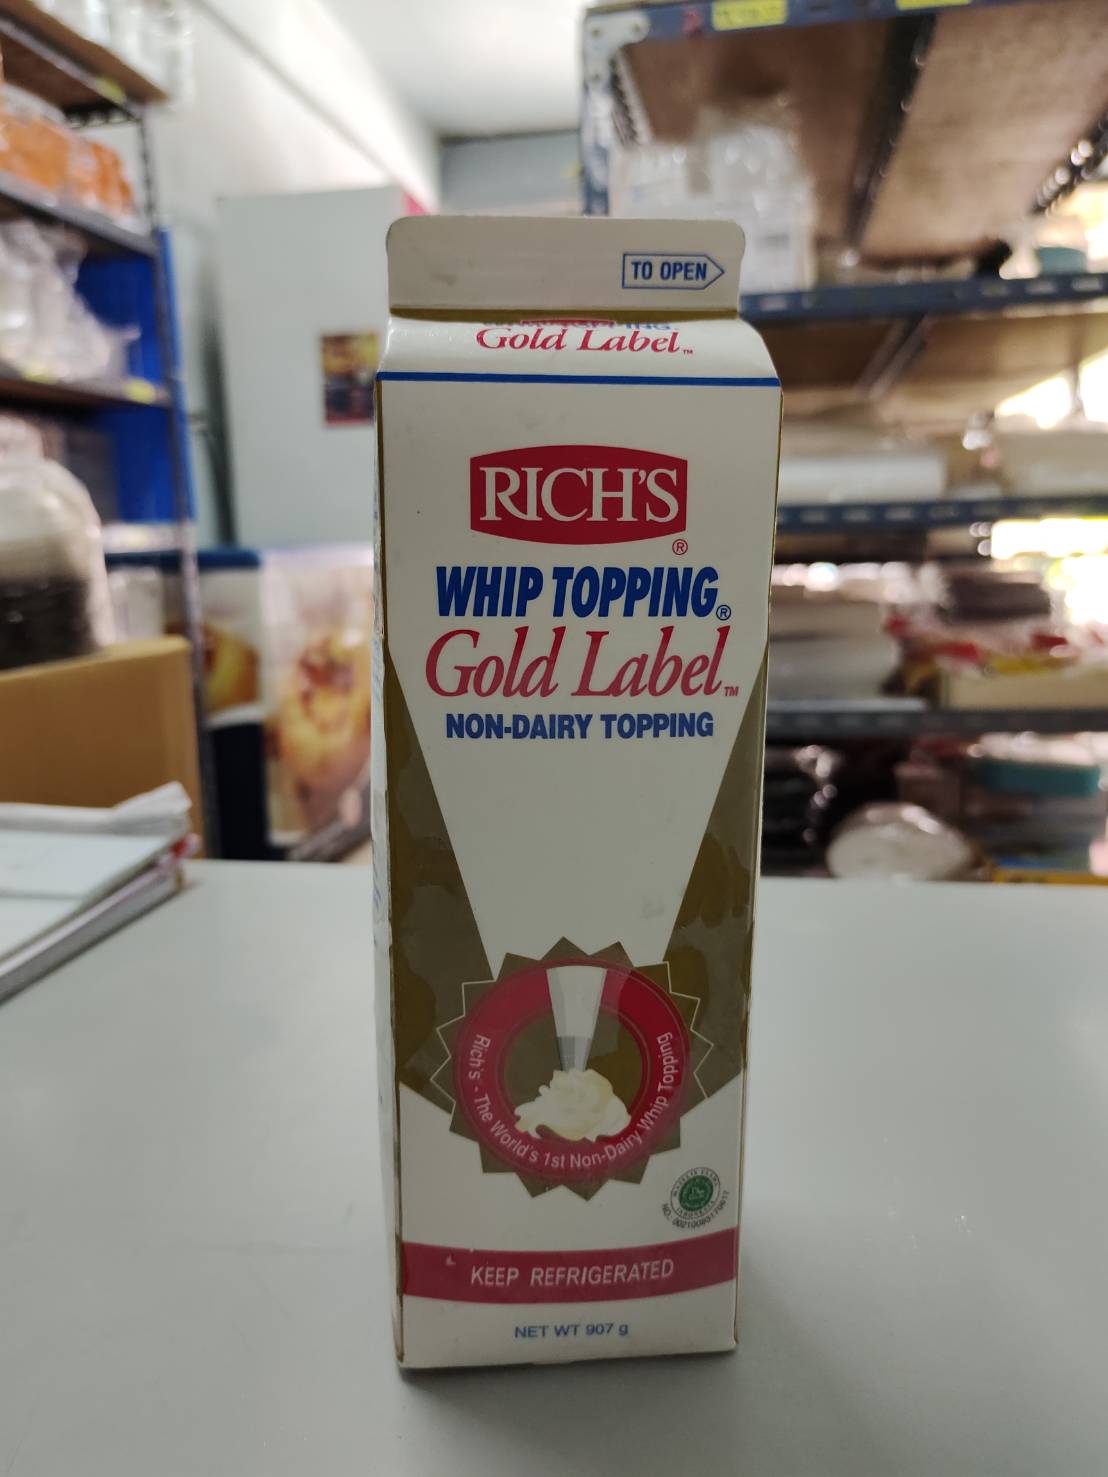 TO OPEN
Gold Label™
RICH'S®
WHIP TOPPING®
Gold Label™
NON-DAIRY TOPPING
Rich's - The World's 1st Non-Dairy Whip Topping
KEEP REFRIGERATED
NET WT 907 g